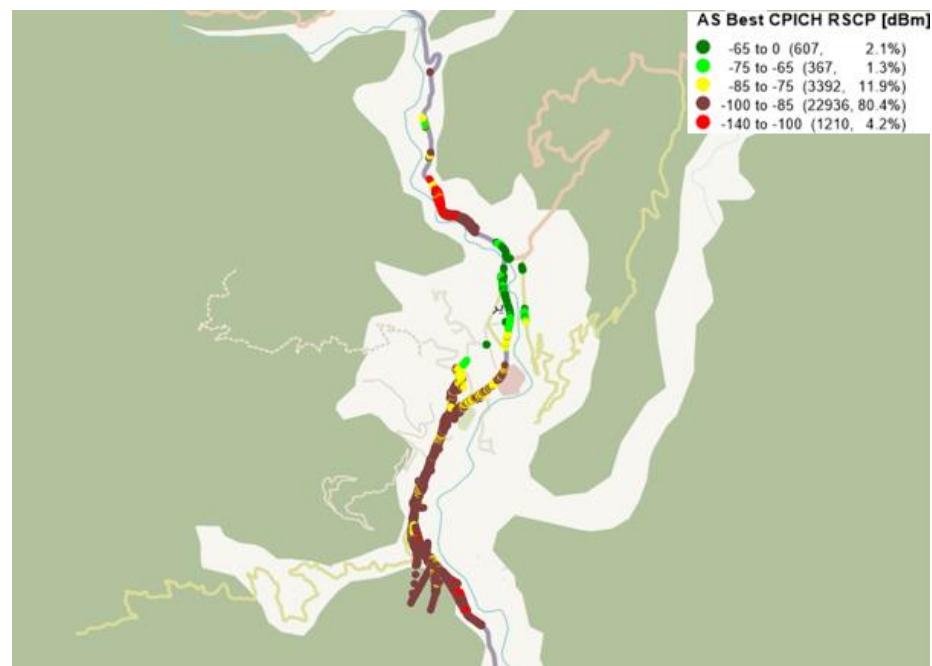 AS Best CPICH RSCP [dBm]
-65 to 0 (607, 2.1%)
-75 to -65 (367, 1.3%)
-85 to -75 (3392, 11.9%)
-100 to -85 (22936, 80.4%)
-140 to -100 (1210, 4.2%)